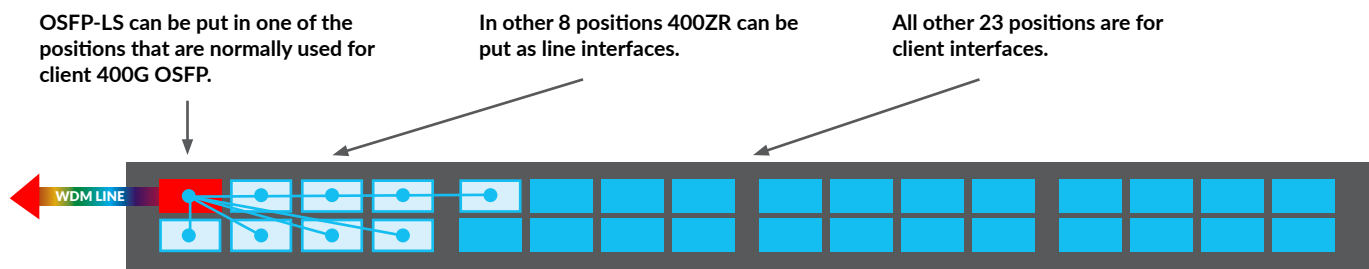 OSFP-LS can be put in one of the
positions that are normally used for
client 400G OSFP.
In other 8 positions 400ZR can be
put as line interfaces.
All other 23 positions are for
client interfaces.
WDM LINE